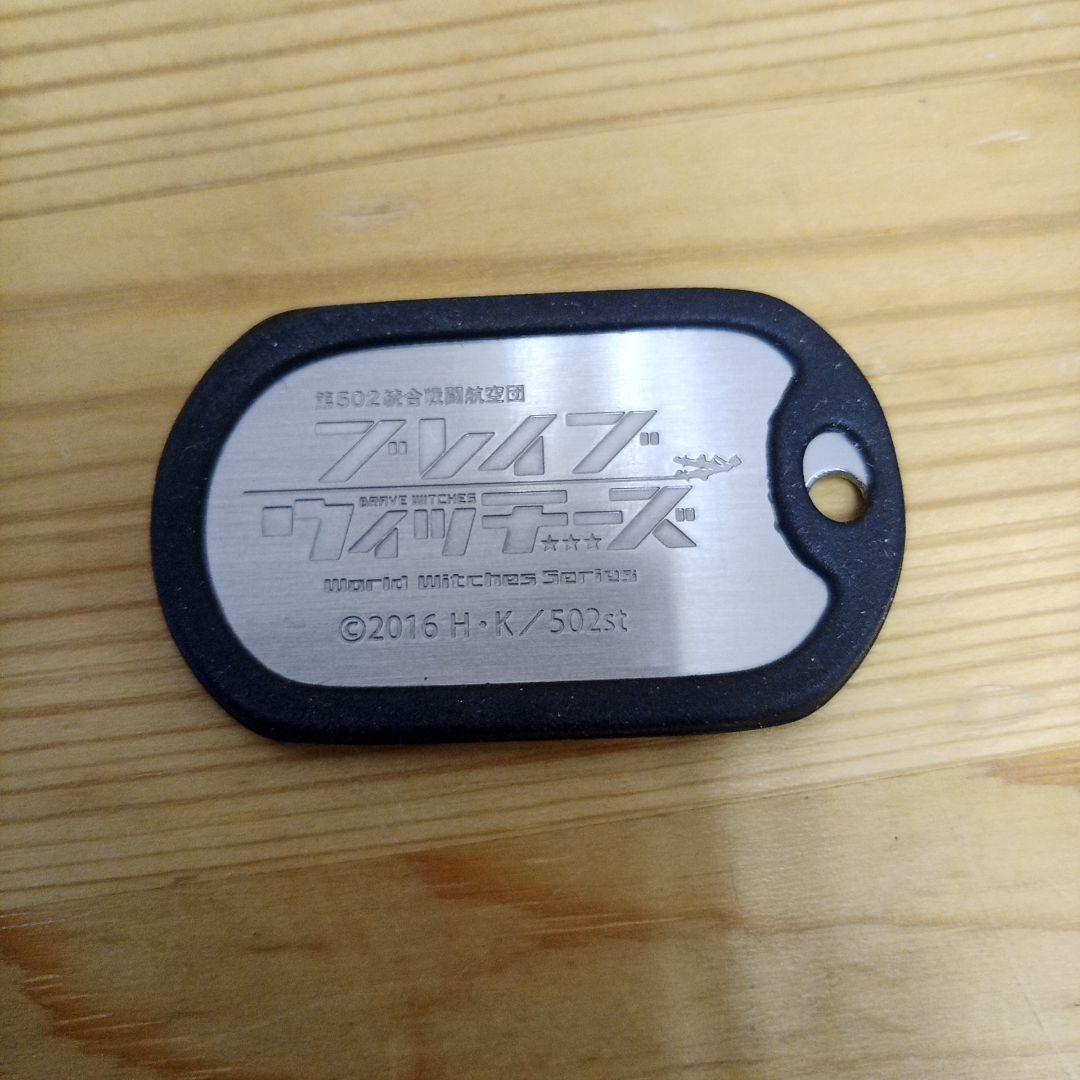 第502統合戦闘航空団
ブレイブ
BRAVE WITCHES
ウィッチーズ
World Witches Series
©2016 H・K／502st